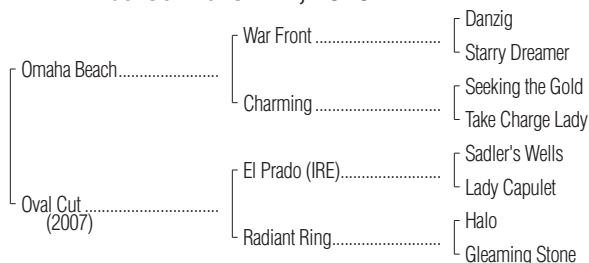 Omaha Beach......................
War Front ...........................
Danzig
Starry Dreamer
Charming ...........................
Seeking the Gold
Take Charge Lady
Oval Cut .............................
(2007)
El Prado (IRE).....................
Sadler's Wells
Lady Capulet
Radiant Ring.......................
Halo
Gleaming Stone